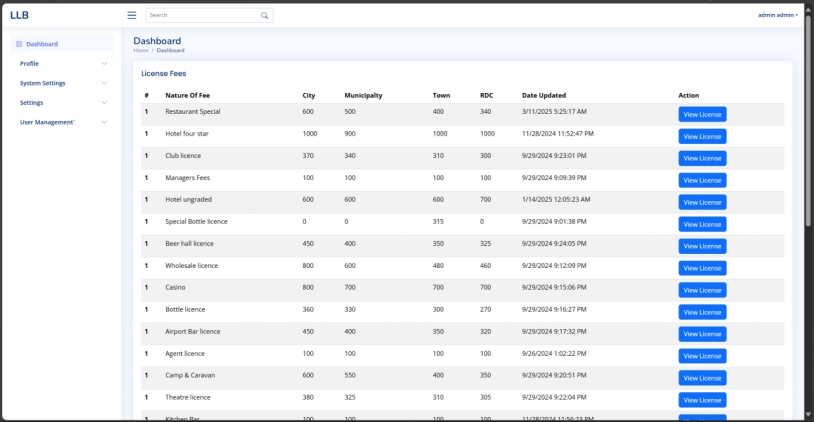 LLB
Search
admin admin
Dashboard
Profile
System Settings
Settings
User Management
Dashboard
Home / Dashboard
License Fees
# Nature Of Fee City Municipalty Town RDC Date Updated Action
1 Restaurant Special 600 500 400 340 3/11/2025 5:25:17 AM View License
1 Hotel four star 1000 900 1000 1000 11/28/2024 11:52:47 PM View License
1 Club licence 370 340 310 300 9/29/2024 9:23:01 PM View License
1 Managers Fees 100 100 100 100 9/29/2024 9:09:39 PM View License
1 Hotel ungraded 600 600 600 700 1/14/2025 12:05:23 AM View License
1 Special Bottle licence 0 0 315 0 9/29/2024 9:01:38 PM View License
1 Beer hall licence 450 400 350 325 9/29/2024 9:24:05 PM View License
1 Wholesale licence 800 600 480 460 9/29/2024 9:12:09 PM View License
1 Casino 800 700 700 700 9/29/2024 9:15:06 PM View License
1 Bottle licence 360 330 300 270 9/29/2024 9:16:27 PM View License
1 Airport Bar licence 450 400 350 320 9/29/2024 9:17:32 PM View License
1 Agent licence 100 100 100 100 9/26/2024 1:02:22 PM View License
1 Camp & Caravan 600 550 400 350 9/29/2024 9:20:51 PM View License
1 Theatre licence 380 325 310 305 9/29/2024 9:22:04 PM View License
1 Kitchen Bar 100 100 100 100 11/28/2024 11:56:23 PM